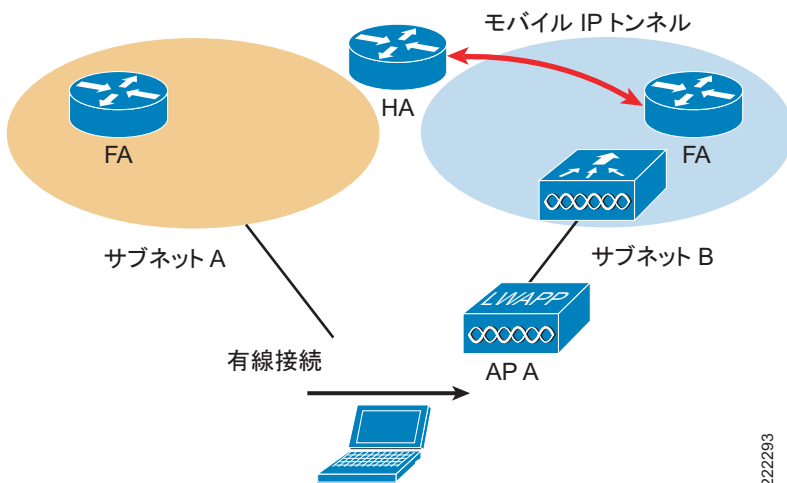 モバイル IP トンネル
HA
FA
FA
サブネット A
サブネット B
LWAPP
有線接続
AP A
222293